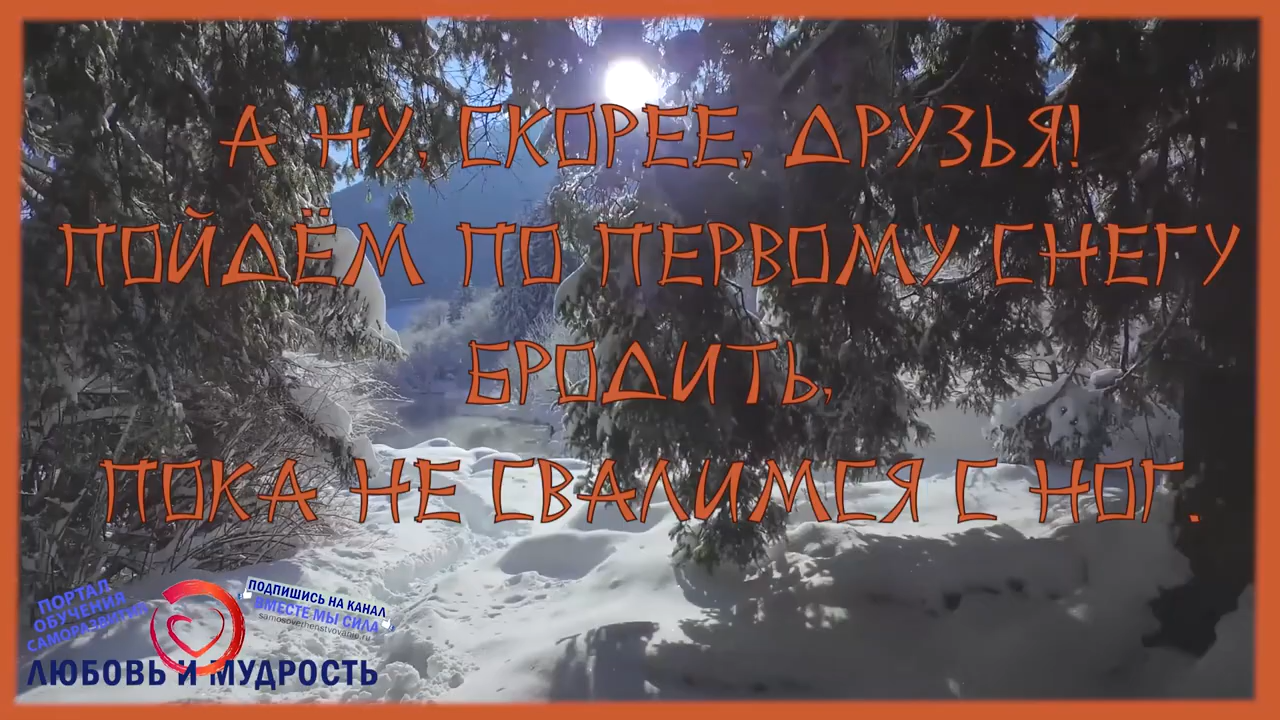 А НУ, СКОРЕЕ, ДРУЗЬЯ!
ПОЙДЁМ ПО ПЕРВОМУ СНЕГУ
БРОДИТЬ,
ПОКА НЕ СВАЛИМСЯ С НОГ.
ПОРТАЛ
ОБУЧЕНИЯ
САМОРАЗВИТИЯ
ПОДПИШИСЬ НА КАНАЛ
ВМЕСТЕ МЫ СИЛА
samosovethenstvovanie.ru
ЛЮБОВЬ И МУДРОСТЬ